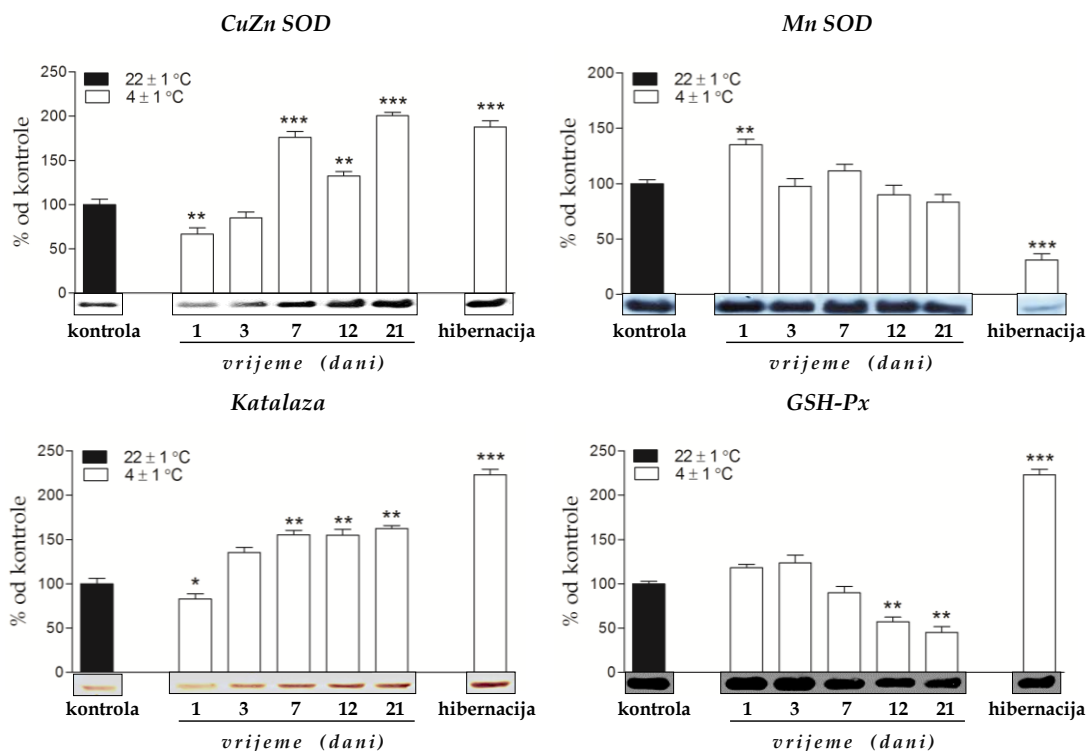 CuZn SOD
22 ± 1 °C
4 ± 1 °C
% od kontrole
250
200
150
100
50
0
**
***
**
***
***
kontrola
1 3 7 12 21
hibernacija
vrijeme (dani)
Mn SOD
22 ± 1 °C
4 ± 1 °C
% od kontrole
200
150
100
50
0
**
***
kontrola
1 3 7 12 21
hibernacija
vrijeme (dani)
Katalaza
22 ± 1 °C
4 ± 1 °C
% od kontrole
250
200
150
100
50
0
*
**
**
**
***
kontrola
1 3 7 12 21
hibernacija
vrijeme (dani)
GSH-Px
22 ± 1 °C
4 ± 1 °C
% od kontrole
250
200
150
100
50
0
**
**
***
kontrola
1 3 7 12 21
hibernacija
vrijeme (dani)